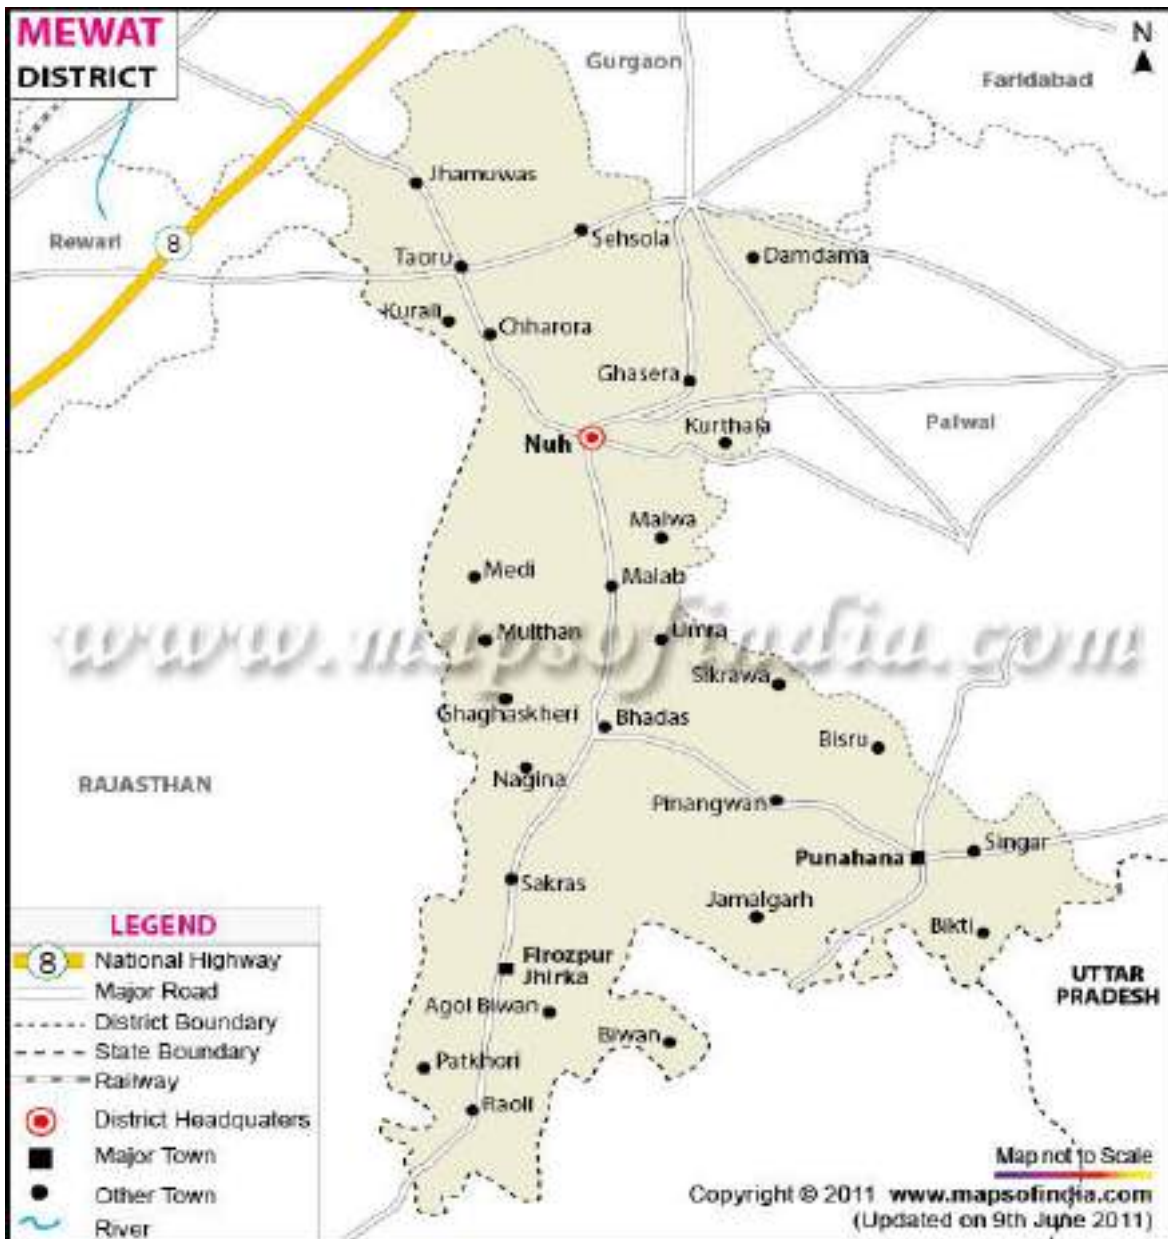 MEWAT
DISTRICT
N
Gurgaon
Faridabad
Jhamuwas
Rewari
8
Sehsola
Taoru
Damdama
Kurali
Chharora
Ghasera
Palwal
Kurthala
Nuh
Malwa
Medi
Malab
www.mapsofindia.com
Multhan
Umra
Sikrawa
Ghaghaskheri
Bhadas
Bisru
RAJASTHAN
Nagina
Pinangwan
Punahana
Singar
Sakras
Jamalgarh
Bikti
Firozpur
Jhirka
UTTAR
PRADESH
Agol Biwan
Biwan
Patkhori
Raoli
LEGEND
8 National Highway
Major Road
District Boundary
State Boundary
Railway
District Headquaters
Major Town
Other Town
River
Map not to Scale
Copyright © 2011 www.mapsofindia.com
(Updated on 9th June 2011)